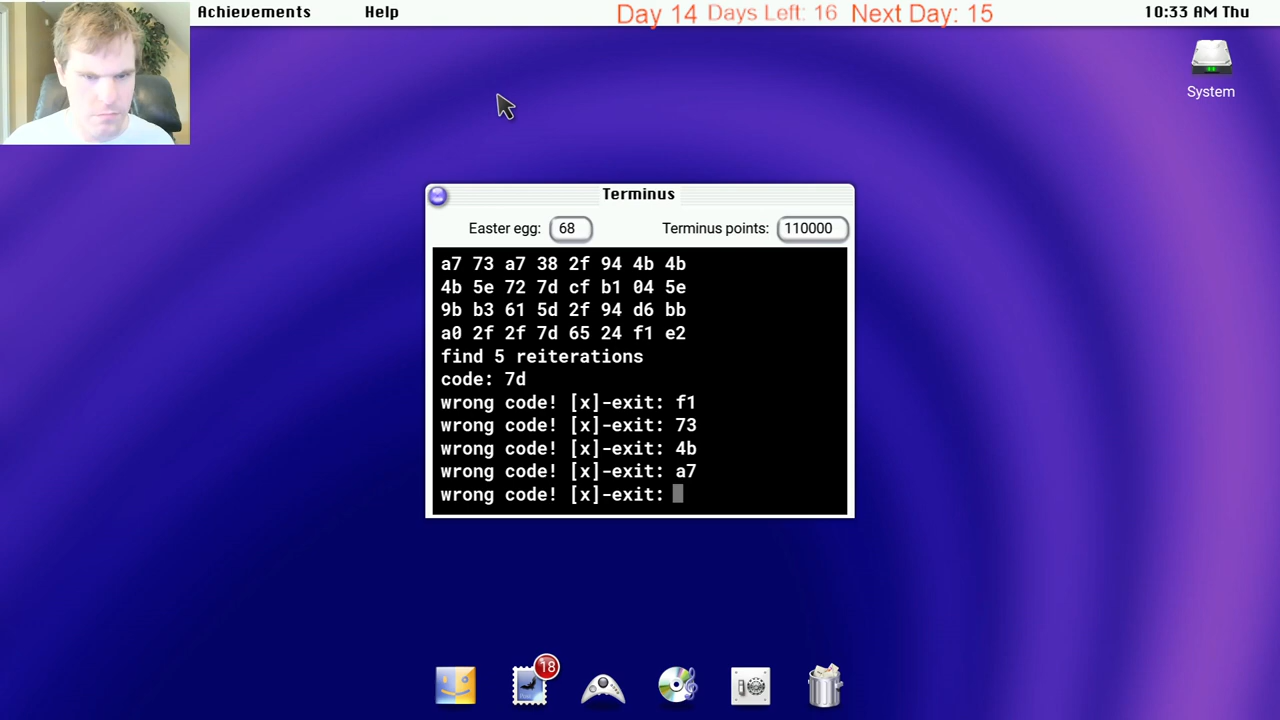 Achievements Help Day 14 Days Left: 16 Next Day: 15 10:33 AM Thu
System
Terminus
Easter egg: 68 Terminus points: 110000
a7 73 a7 38 2f 94 4b 4b
4b 5e 72 7d cf b1 04 5e
9b b3 61 5d 2f 94 d6 bb
a0 2f 2f 7d 65 24 f1 e2
find 5 reiterations
code: 7d
wrong code! [x]-exit: f1
wrong code! [x]-exit: 73
wrong code! [x]-exit: 4b
wrong code! [x]-exit: a7
wrong code! [x]-exit:
18